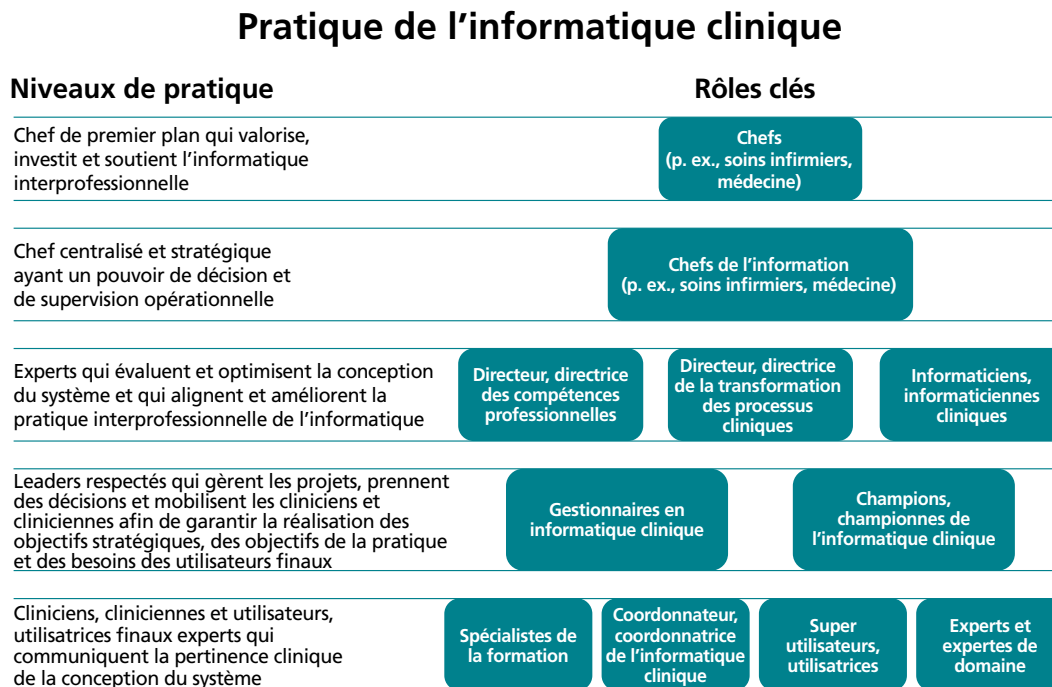 Pratique de l’informatique clinique
Niveaux de pratique
Rôles clés
Chef de premier plan qui valorise,
investit et soutient l’informatique
interprofessionnelle
Chefs
(p. ex., soins infirmiers,
médecine)
Chef centralisé et stratégique
ayant un pouvoir de décision et
de supervision opérationnelle
Chefs de l’information
(p. ex., soins infirmiers, médecine)
Experts qui évaluent et optimisent la conception
du système et qui alignent et améliorent la
pratique interprofessionnelle de l’informatique
Directeur, directrice
des compétences
professionnelles
Directeur, directrice
de la transformation
des processus
cliniques
Informaticiens,
informaticiennes
cliniques
Leaders respectés qui gèrent les projets, prennent
des décisions et mobilisent les cliniciens et
cliniciennes afin de garantir la réalisation des
objectifs stratégiques, des objectifs de la pratique
et des besoins des utilisateurs finaux
Gestionnaires en
informatique clinique
Champions,
championnes de
l’informatique clinique
Cliniciens, cliniciennes et utilisateurs,
utilisatrices finaux experts qui
communiquent la pertinence clinique
de la conception du système
Spécialistes de
la formation
Coordonnateur,
coordonnatrice
de l’informatique
clinique
Super
utilisateurs,
utilisatrices
Experts et
expertes de
domaine